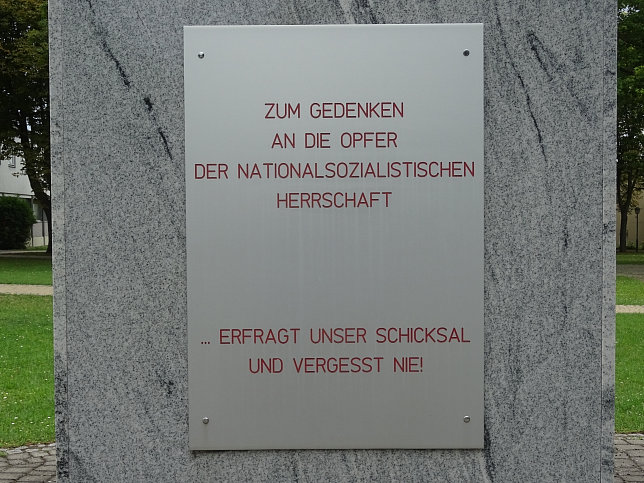 ZUM GEDENKEN
AN DIE OPFER
DER NATIONALSOZIALISTISCHEN
HERRSCHAFT
... ERFRAGT UNSER SCHICKSAL
UND VERGESST NIE!